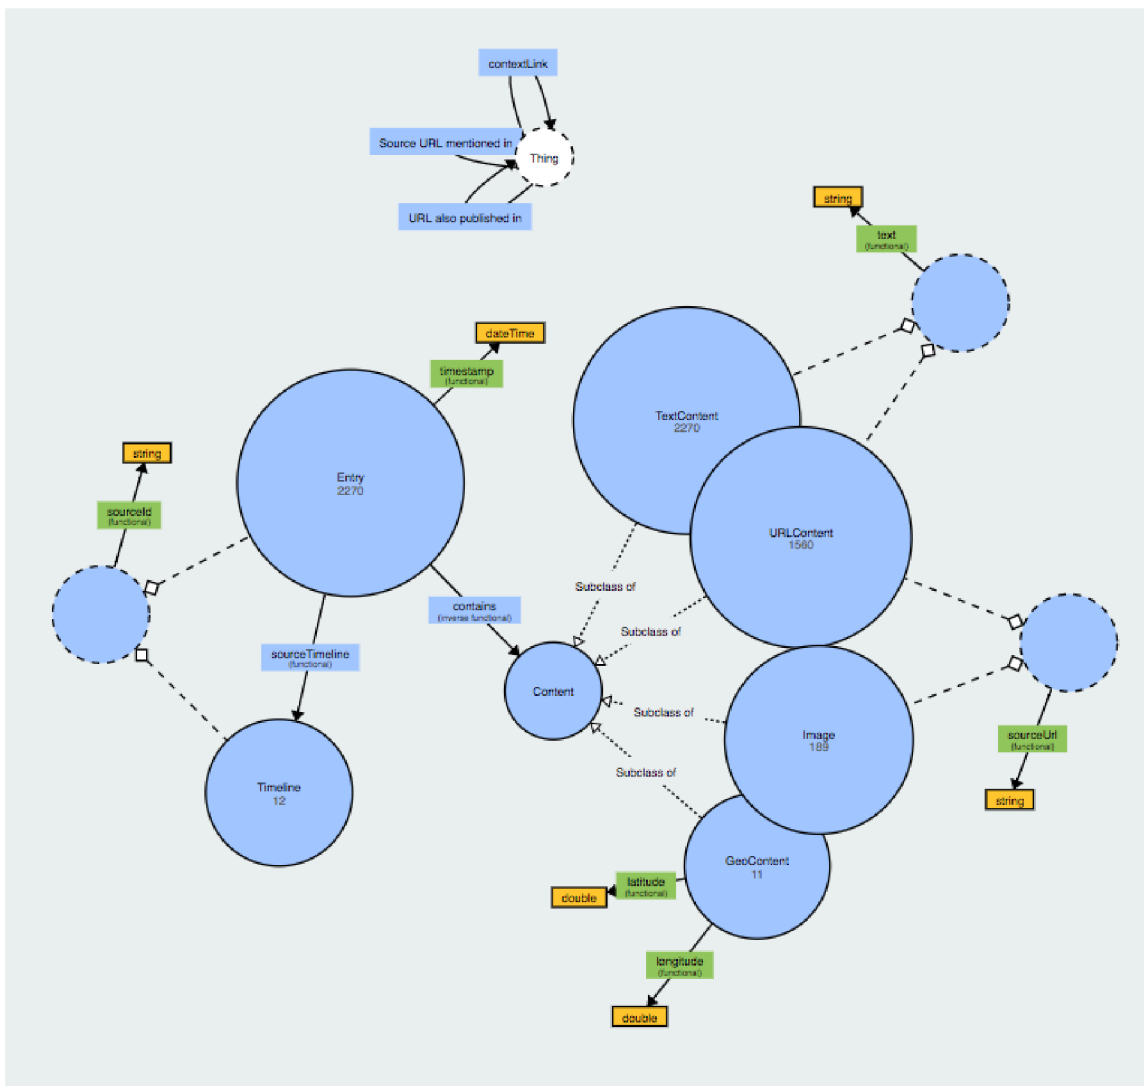 contextLink
Source URL mentioned in
Thing
URL also published in
string
text
(functional)
dateTime
timestamp
(functional)
TextContent
2270
string
Entry
2270
sourceId
(functional)
URLContent
1560
Subclass of
contains
(inverse functional)
Subclass of
sourceTimeline
(functional)
Content
Subclass of
Image
189
sourceUrl
(functional)
Subclass of
Timeline
12
string
GeoContent
11
latitude
(functional)
double
longitude
(functional)
double